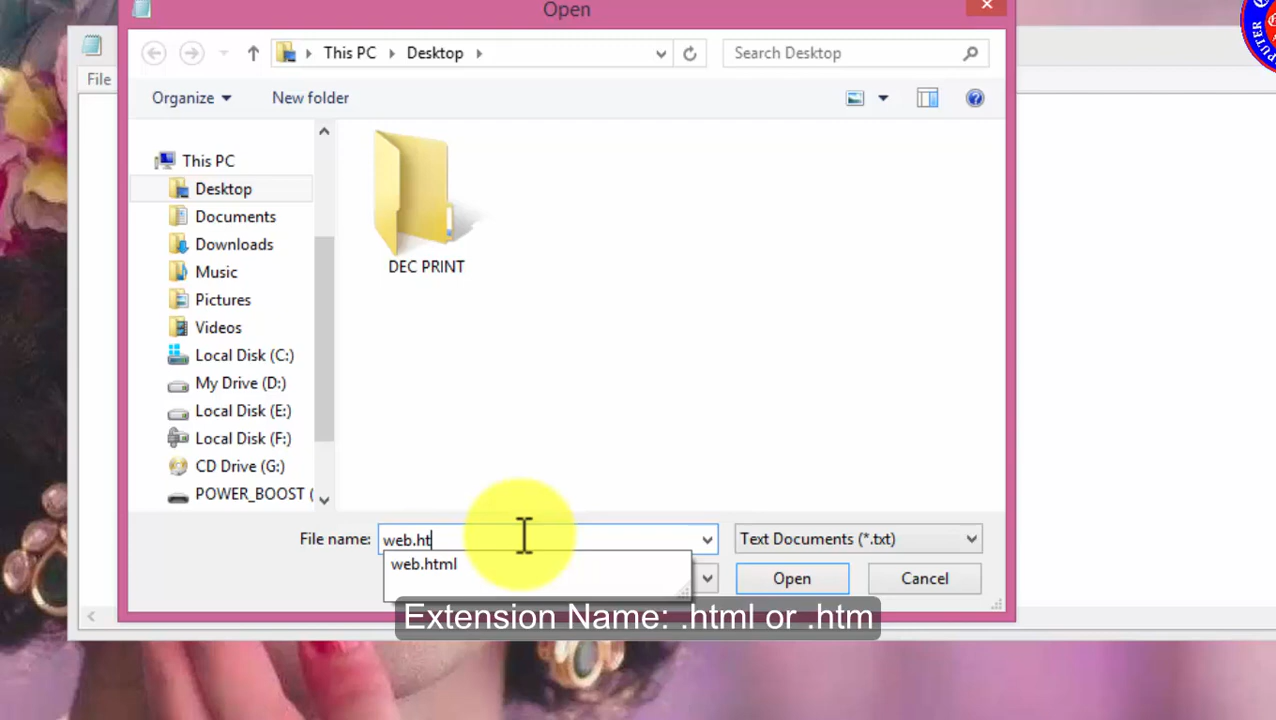 Open
This PC Desktop
Search Desktop
File
Organize
New folder
This PC
Desktop
Documents
Downloads
Music
Pictures
Videos
Local Disk (C:)
My Drive (D:)
Local Disk (E:)
Local Disk (F:)
CD Drive (G:)
POWER_BOOST (
DEC PRINT
File name:
web.ht
Text Documents (*.txt)
web.html
Open
Cancel
Extension Name: .html or .htm